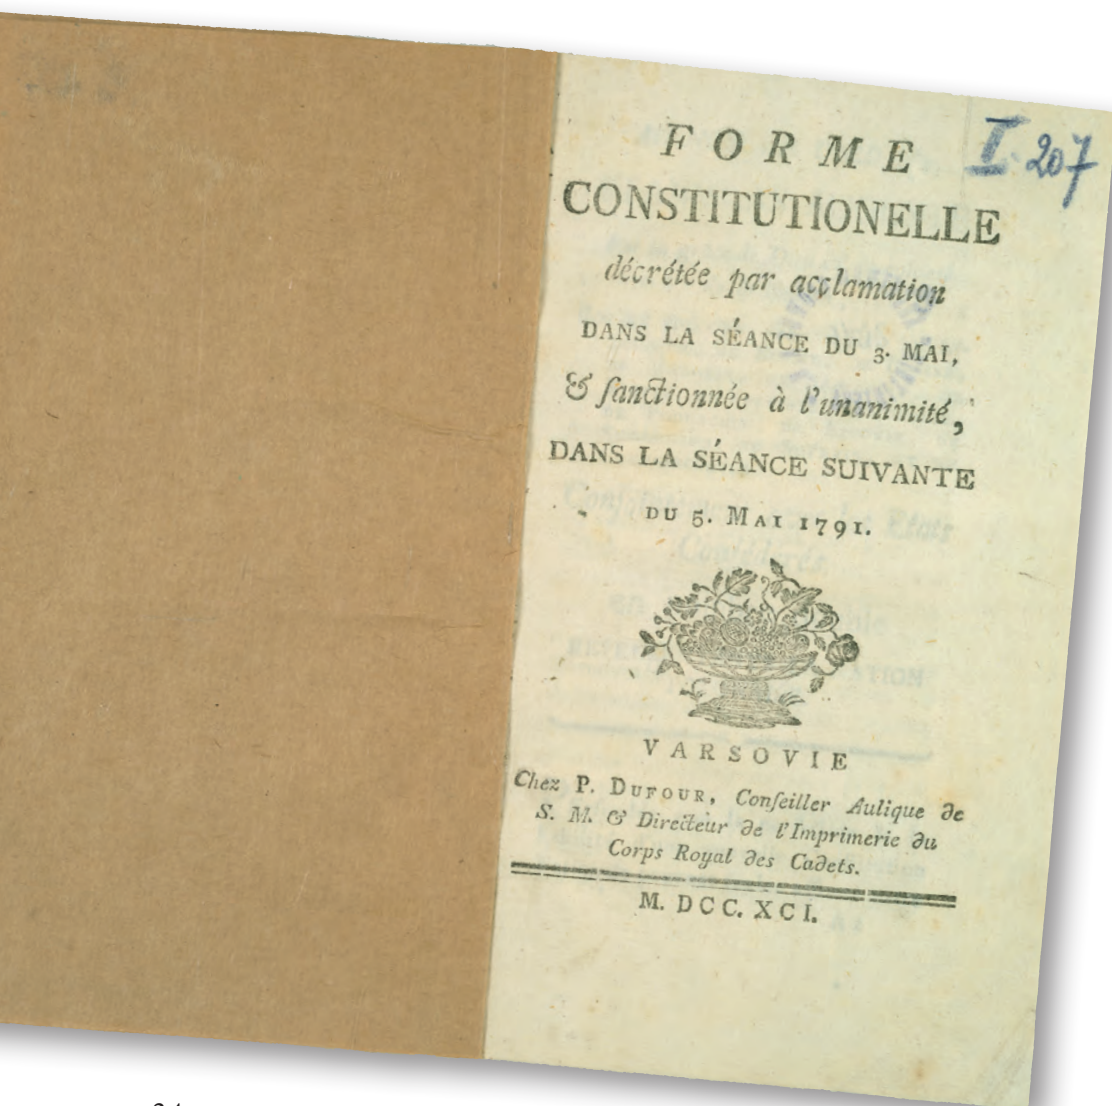 FORME
I. 207
CONSTITUTIONELLE
décrétée par acclamation
DANS LA SÉANCE DU 3. MAI,
& ſanctionnée à l'unanimité,
DANS LA SÉANCE SUIVANTE
DU 5. MAI 1791.
VARSOVIE
Chez P. DUFOUR, Conſeiller Aulique de
S. M. & Directeur de l'Imprimerie du
Corps Royal des Cadets.
M. DCC. XCI.